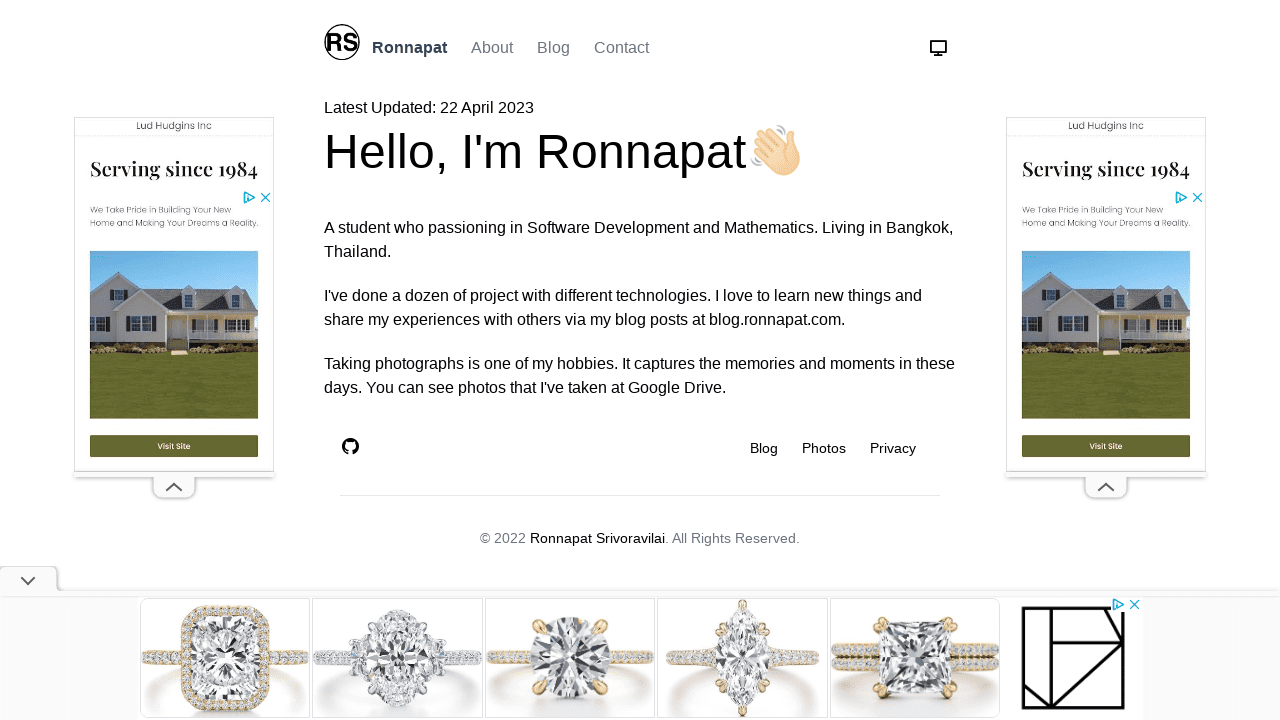 RS
Ronnapat About Blog Contact
Latest Updated: 22 April 2023
Hello, I'm Ronnapat
A student who passioning in Software Development and Mathematics. Living in Bangkok,
Thailand.
I've done a dozen of project with different technologies. I love to learn new things and
share my experiences with others via my blog posts at blog.ronnapat.com.
Taking photographs is one of my hobbies. It captures the memories and moments in these
days. You can see photos that I've taken at Google Drive.
Blog Photos Privacy
© 2022 Ronnapat Srivoravilai. All Rights Reserved.
Lud Hudgins Inc
Serving since 1984
We Take Pride in Building Your New
Home and Making Your Dreams a Reality.
Visit Site
Lud Hudgins Inc
Serving since 1984
We Take Pride in Building Your New
Home and Making Your Dreams a Reality.
Visit Site